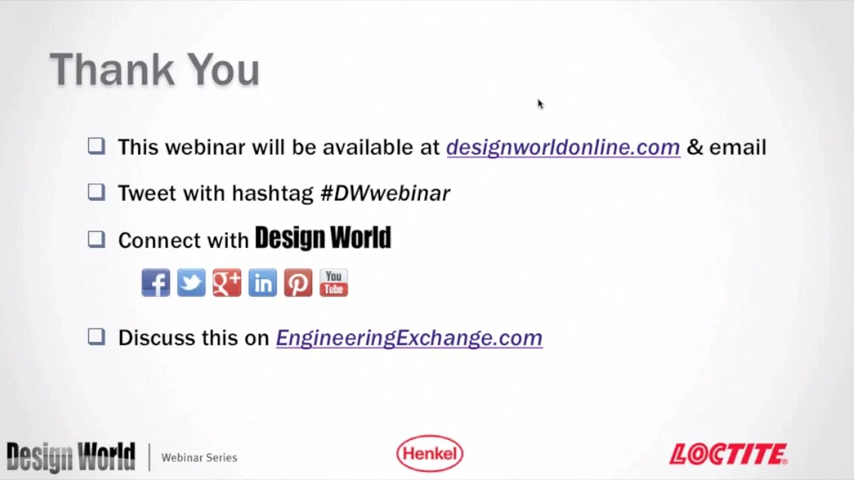 Thank You
This webinar will be available at designworldonline.com & email
Tweet with hashtag #DWwebinar
Connect with Design World
f g+ in P You Tube
Discuss this on EngineeringExchange.com
Design World Webinar Series Henkel LOCTITE®